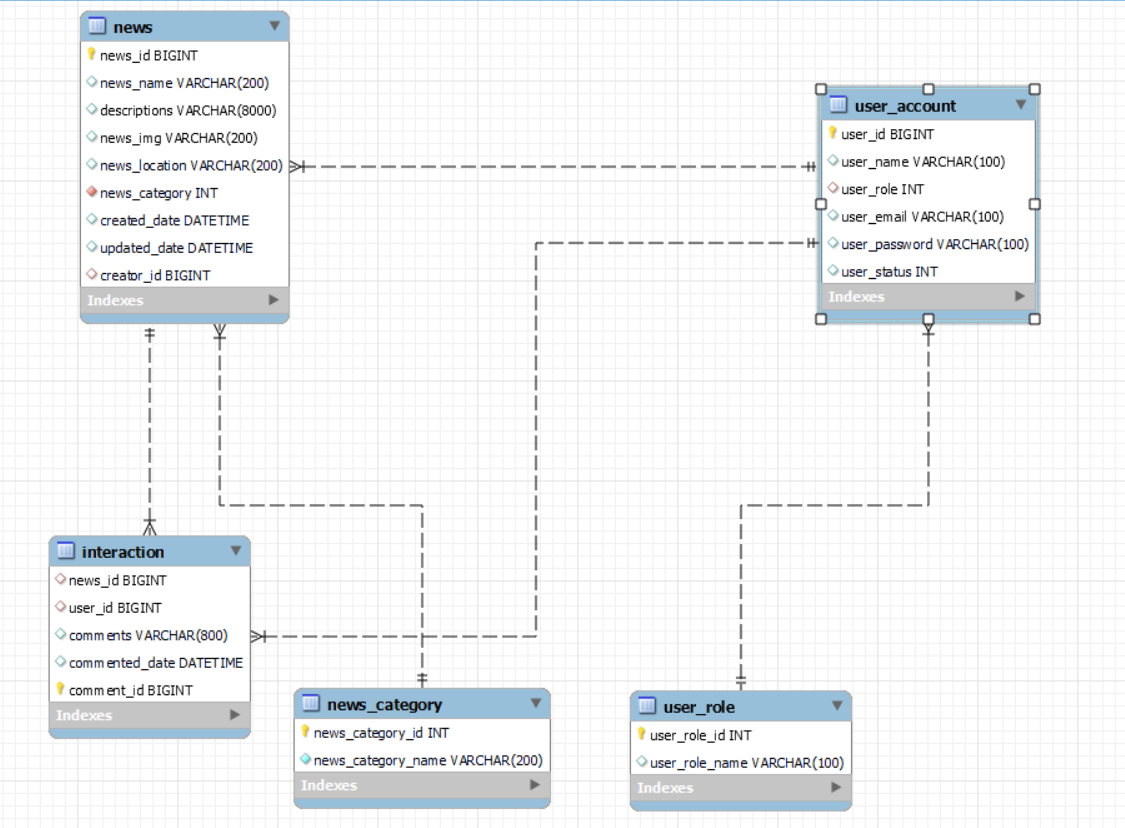 news
news_id BIGINT
news_name VARCHAR(200)
descriptions VARCHAR(8000)
news_img VARCHAR(200)
news_location VARCHAR(200)
news_category INT
created_date DATETIME
updated_date DATETIME
creator_id BIGINT
Indexes
user_account
user_id BIGINT
user_name VARCHAR(100)
user_role INT
user_email VARCHAR(100)
user_password VARCHAR(100)
user_status INT
Indexes
interaction
news_id BIGINT
user_id BIGINT
comments VARCHAR(800)
commented_date DATETIME
comment_id BIGINT
Indexes
news_category
news_category_id INT
news_category_name VARCHAR(200)
Indexes
user_role
user_role_id INT
user_role_name VARCHAR(100)
Indexes